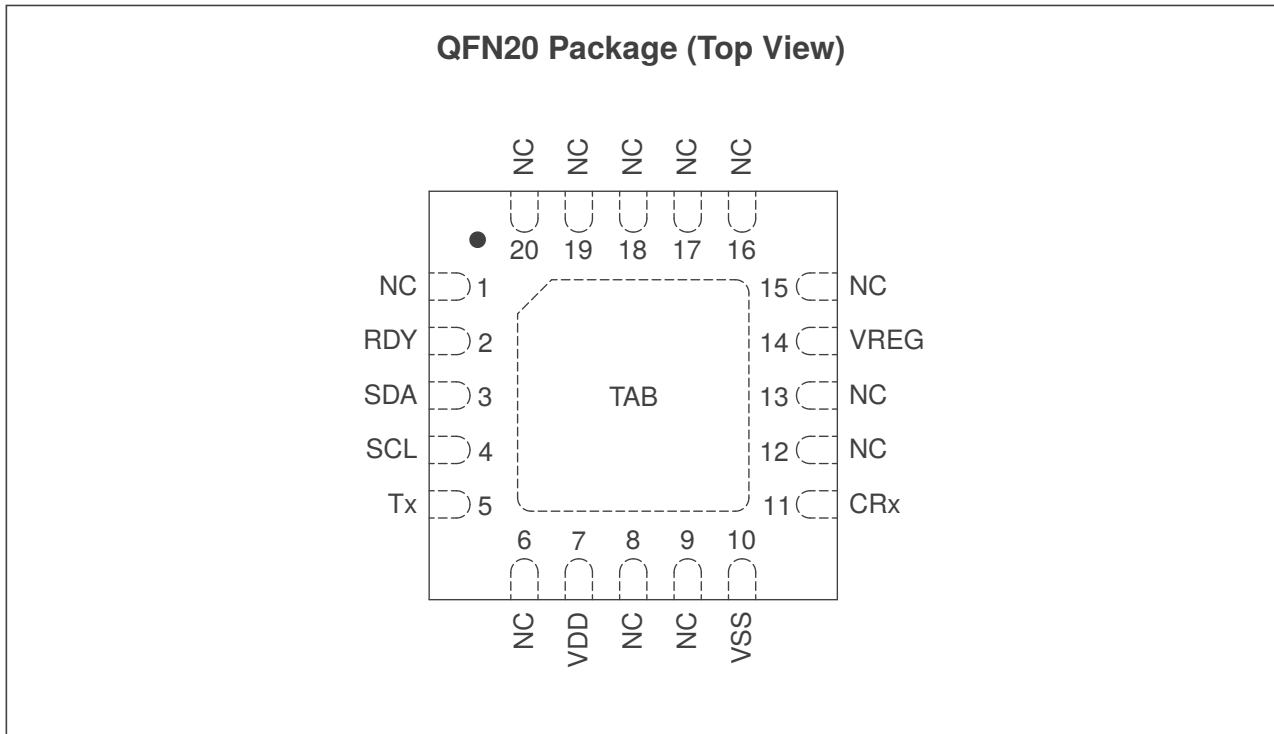 QFN20 Package (Top View)
NC NC NC NC NC
20 19 18 17 16
NC 1 15 NC
RDY 2 14 VREG
SDA 3 TAB 13 NC
SCL 4 12 NC
Tx 5 11 CRx
6 7 8 9 10
NC VDD NC NC VSS